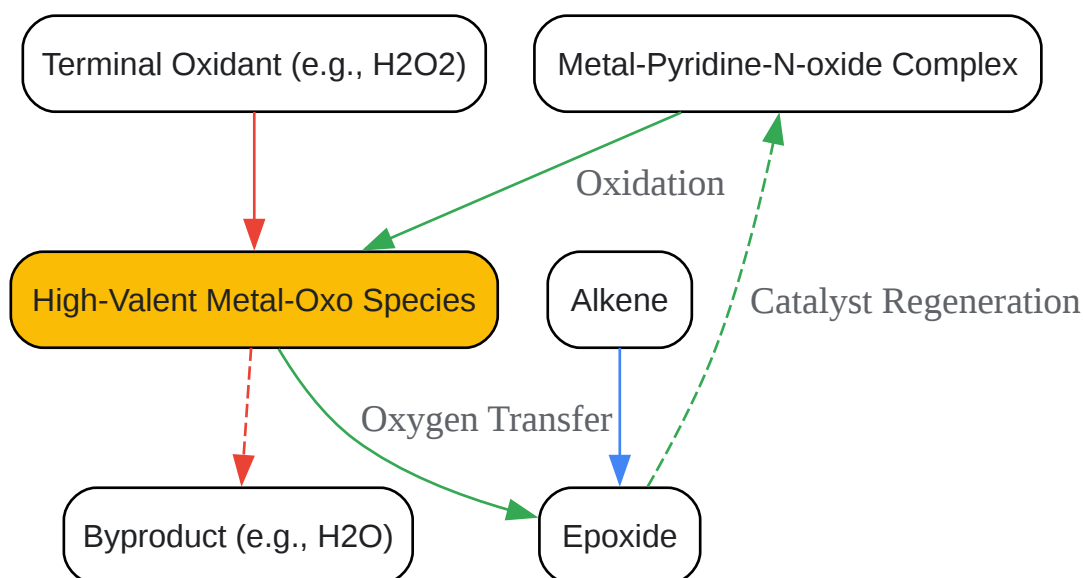 Terminal Oxidant (e.g., H2O2)
Metal-Pyridine-N-oxide Complex
Oxidation
High-Valent Metal-Oxo Species
Alkene
Catalyst Regeneration
Oxygen Transfer
Byproduct (e.g., H2O)
Epoxide